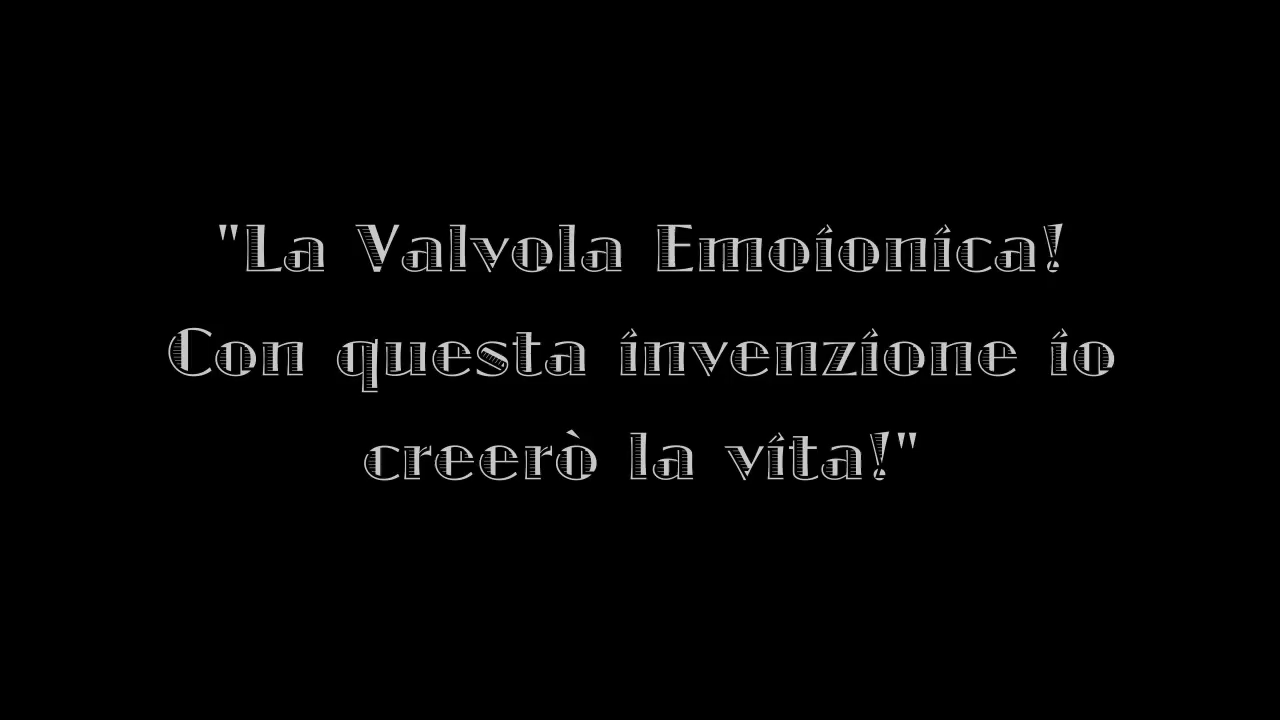 "La Valvola Emoionica!
Con questa invenzione io
creerò la vita!"